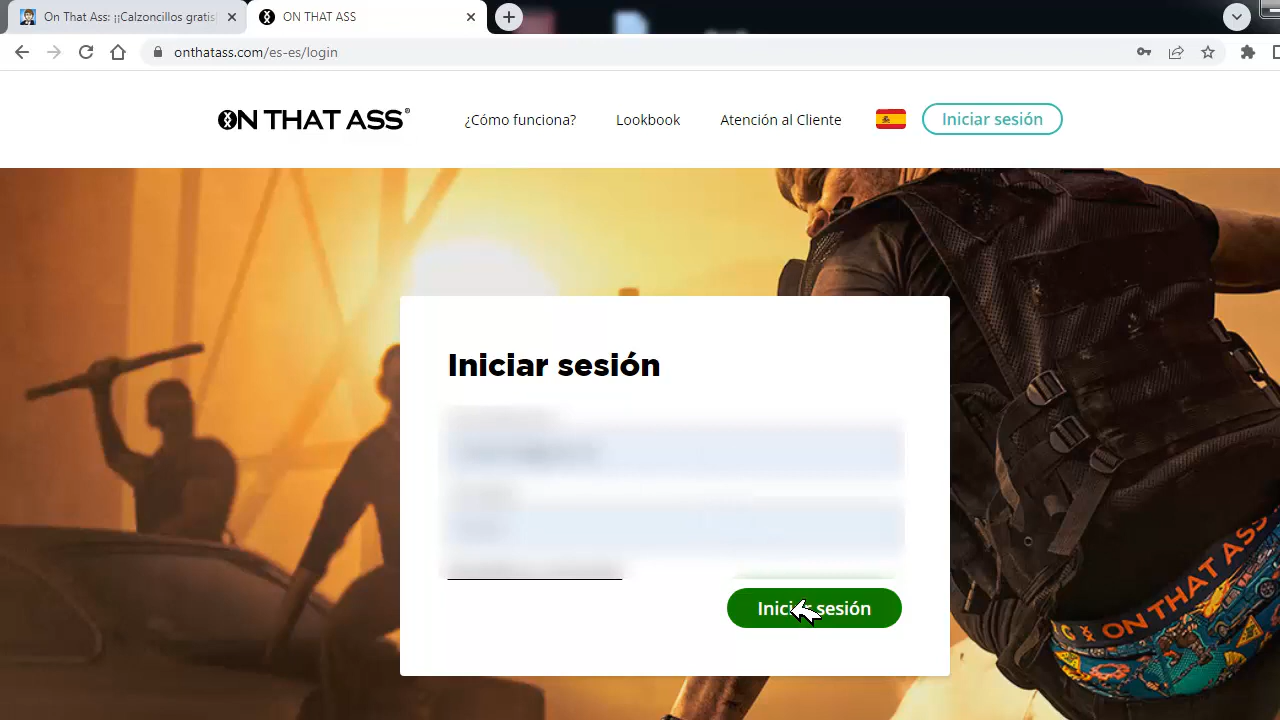 On That Ass: ¡¡Calzoncillos gratis
ON THAT ASS
onthatass.com/es-es/login
ON THAT ASS®
¿Cómo funciona?
Lookbook
Atención al Cliente
Iniciar sesión
Iniciar sesión
Iniciar sesión
ON THAT ASS